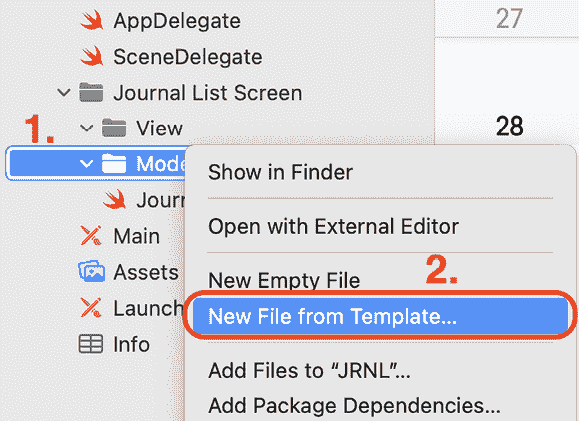 AppDelegate
27
SceneDelegate
Journal List Screen
1.
View
28
Mode
Show in Finder
Jour
Open with External Editor
Main
Assets
New Empty File
2.
Launch
New File from Template...
Info
Add Files to “JRNL”...
Add Package Dependencies...